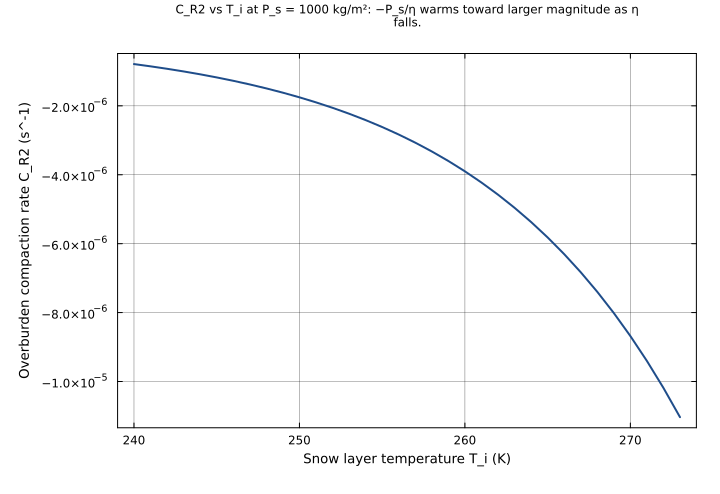 C_R2 vs T_i at P_s = 1000 kg/m²: −P_s/η warms toward larger magnitude as η
falls.
Overburden compaction rate C_R2 (s^-1)
−2.0×10⁻⁶
−4.0×10⁻⁶
−6.0×10⁻⁶
−8.0×10⁻⁶
−1.0×10⁻⁵
240
250
260
270
Snow layer temperature T_i (K)